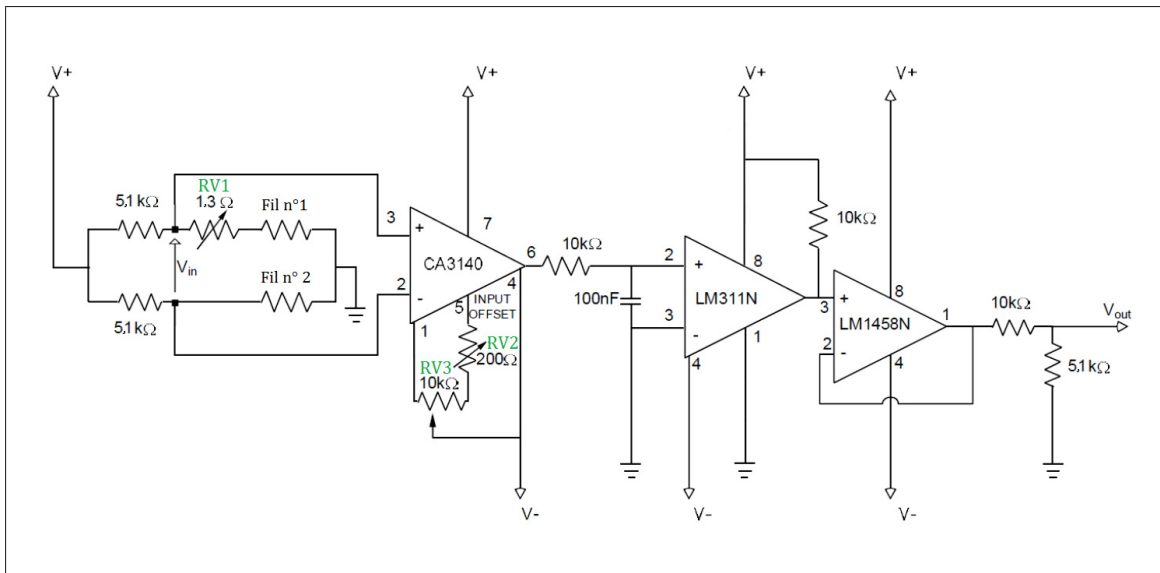 V+
5,1 kΩ
RV1
1.3 Ω
Fil n°1
V_in
Fil n° 2
5,1 kΩ
V+
3
+
7
CA3140
6
4
2
-
INPUT
OFFSET
5
1
RV2
200Ω
RV3
10kΩ
V-
10kΩ
100nF
V+
2
+
8
LM311N
3
-
1
4
V-
10kΩ
V+
3
+
8
LM1458N
1
2
-
4
V-
10kΩ
V_out
5,1 kΩ